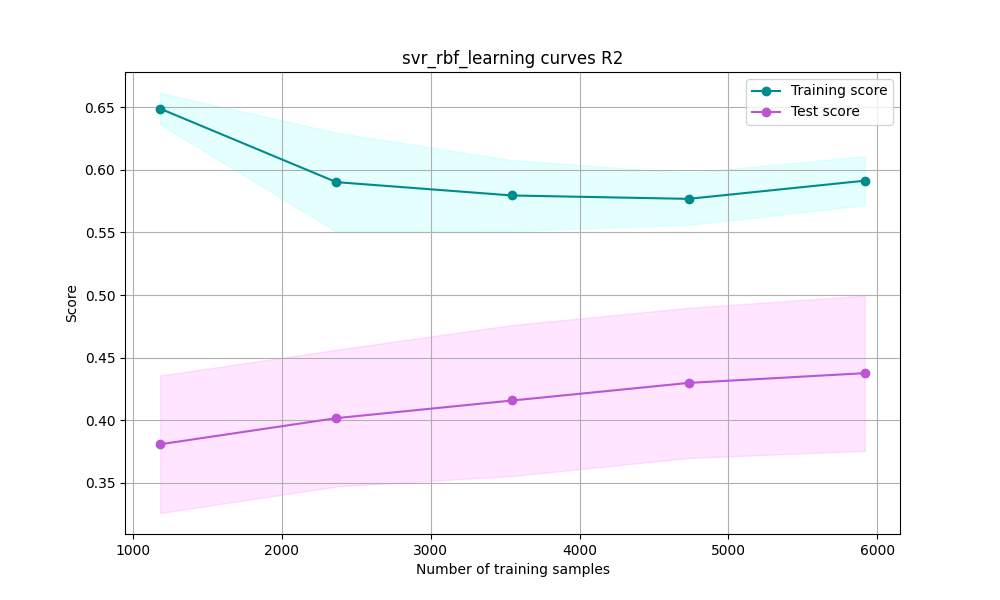 svr_rbf_learning curves R2
Training score
Test score
Score
0.65
0.60
0.55
0.50
0.45
0.40
0.35
1000 2000 3000 4000 5000 6000
Number of training samples